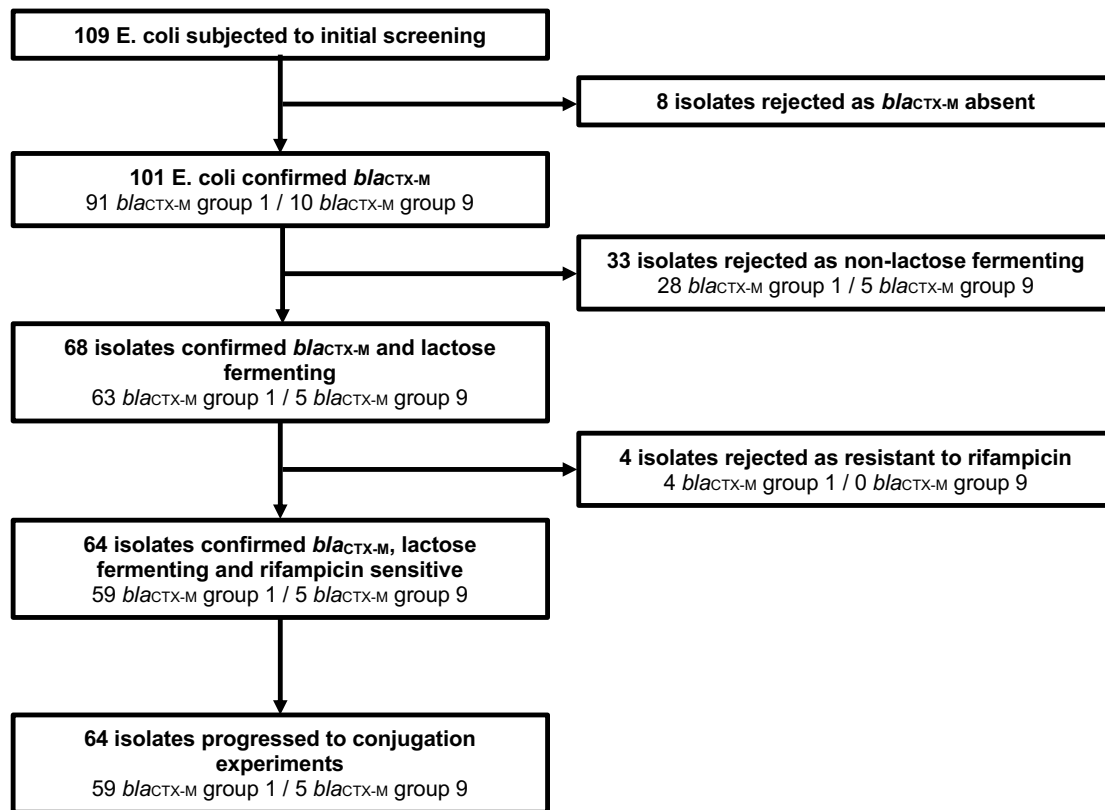 109 E. coli subjected to initial screening
8 isolates rejected as blaCTX-M absent
101 E. coli confirmed blaCTX-M
91 blaCTX-M group 1 / 10 blaCTX-M group 9
33 isolates rejected as non-lactose fermenting
28 blaCTX-M group 1 / 5 blaCTX-M group 9
68 isolates confirmed blaCTX-M and lactose
fermenting
63 blaCTX-M group 1 / 5 blaCTX-M group 9
4 isolates rejected as resistant to rifampicin
4 blaCTX-M group 1 / 0 blaCTX-M group 9
64 isolates confirmed blaCTX-M, lactose
fermenting and rifampicin sensitive
59 blaCTX-M group 1 / 5 blaCTX-M group 9
64 isolates progressed to conjugation
experiments
59 blaCTX-M group 1 / 5 blaCTX-M group 9